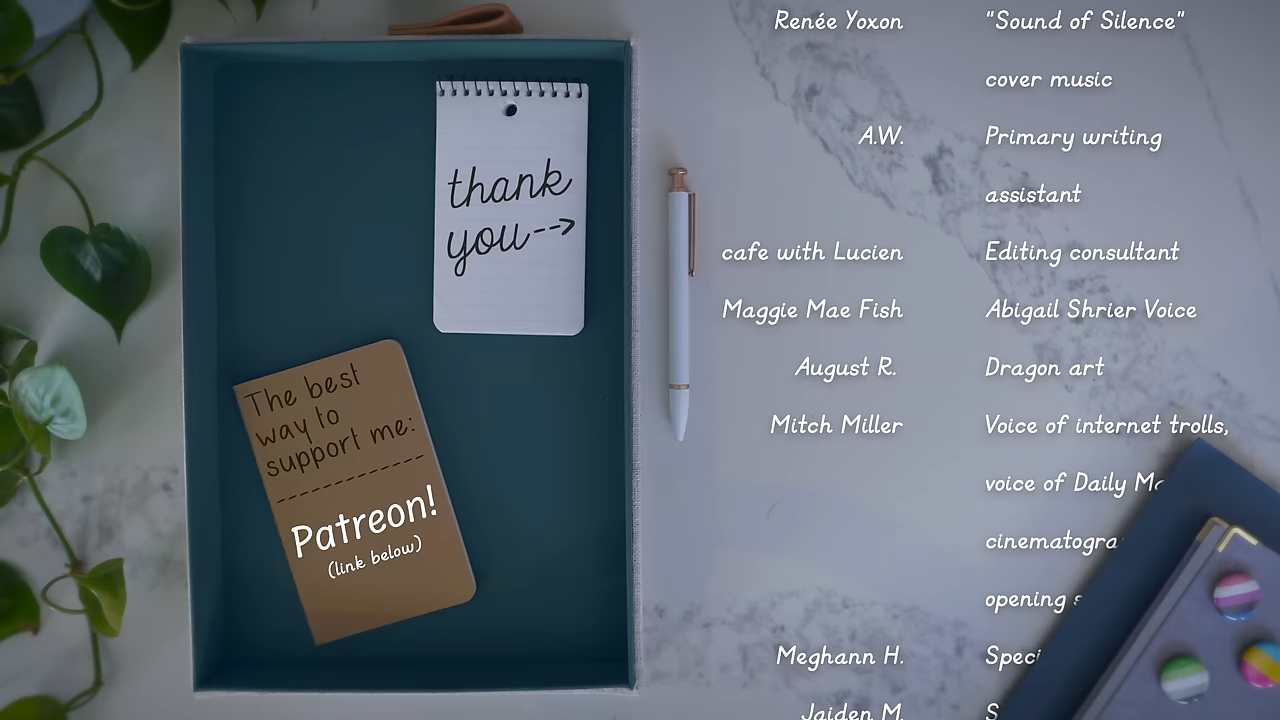 thank
you-->
The best
way to
support me:
Patreon!
(link below)
Renée Yoxon "Sound of Silence"
cover music
A.W. Primary writing
assistant
cafe with Lucien Editing consultant
Maggie Mae Fish Abigail Shrier Voice
August R. Dragon art
Mitch Miller Voice of internet trolls,
voice of Daily
opening
Meghann H.
Jaiden M.